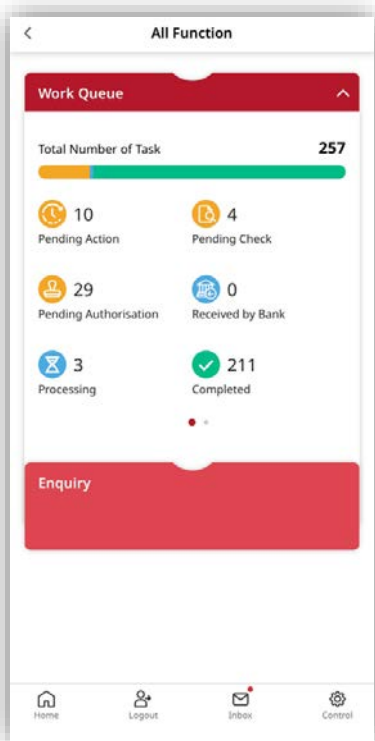 All Function
Work Queue
Total Number of Task 257
10 4
Pending Action Pending Check
29 0
Pending Authorisation Received by Bank
3 211
Processing Completed
Enquiry
Home Logout Inbox Control